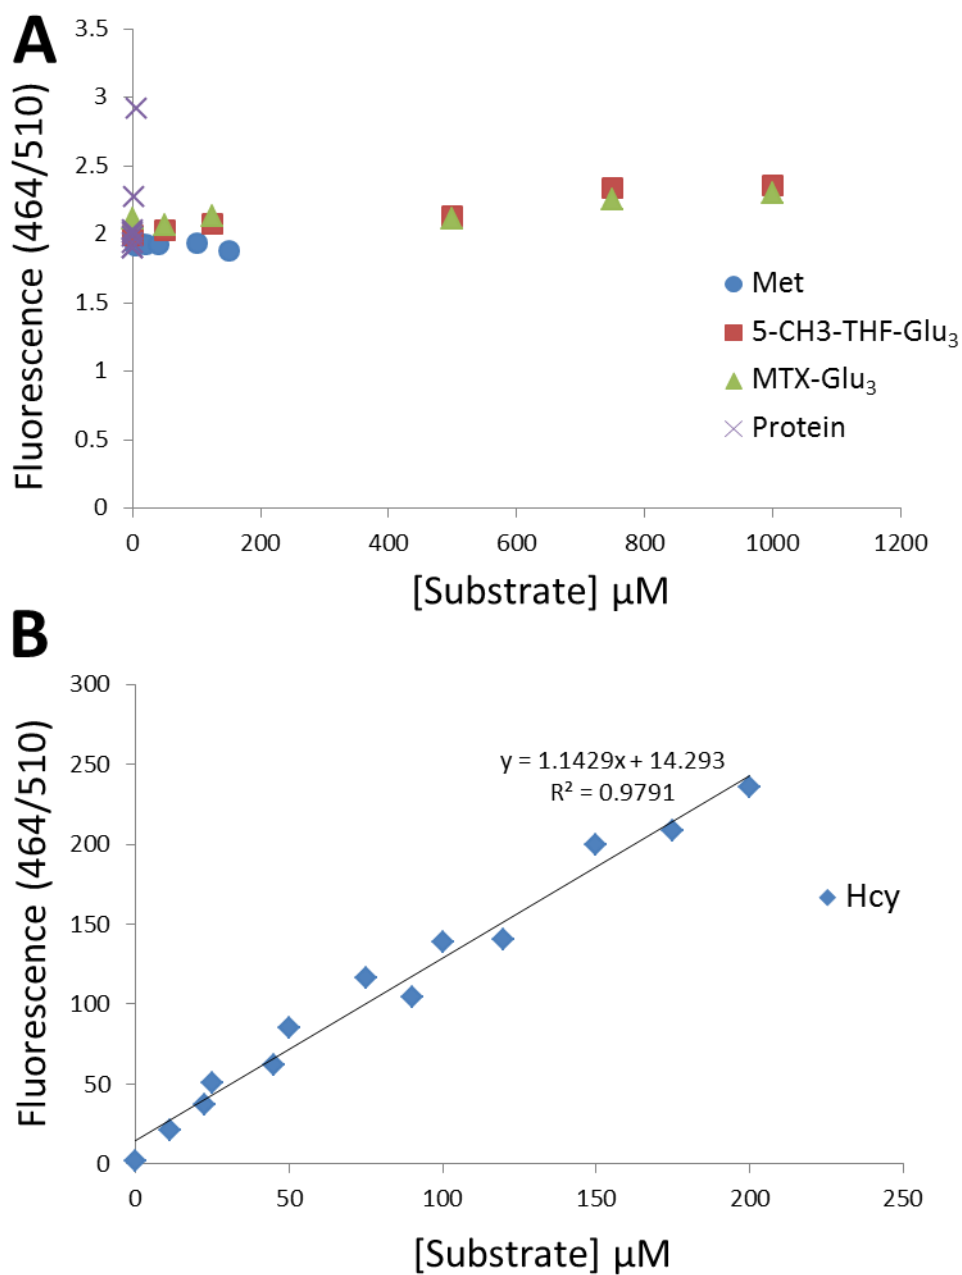 A
Fluorescence (464/510)
3.5
3
2.5
2
1.5
1
0.5
0
0 200 400 600 800 1000 1200
[Substrate] µM
Met
5-CH3-THF-Glu₃
MTX-Glu₃
Protein
B
Fluorescence (464/510)
300
250
200
150
100
50
0
y = 1.1429x + 14.293
R² = 0.9791
Hcy
0 50 100 150 200 250
[Substrate] µM